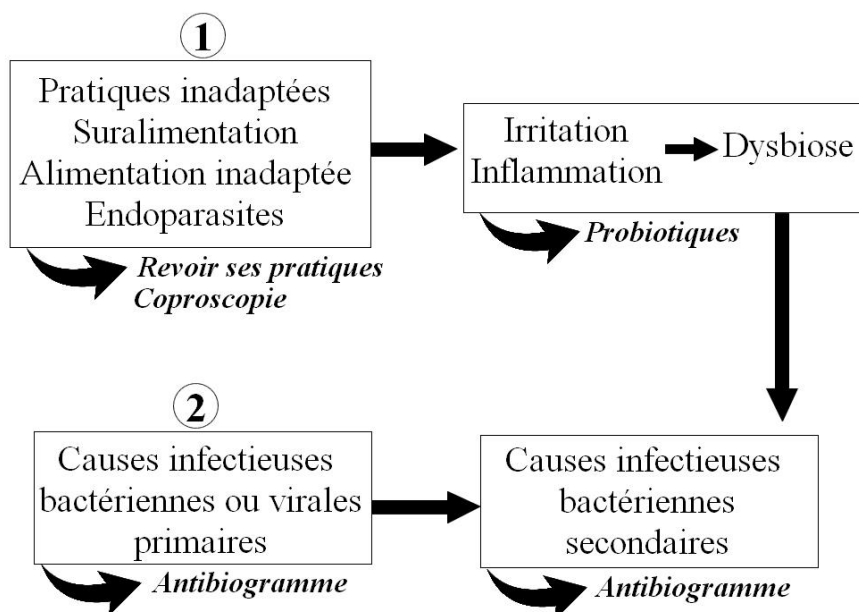 1
Pratiques inadaptées
Suralimentation
Alimentation inadaptée
Endoparasites
Revoir ses pratiques
Coproscopie
Irritation
Inflammation
Dysbiose
Probiotiques
2
Causes infectieuses
bactériennes ou virales
primaires
Antibiogramme
Causes infectieuses
bactériennes
secondaires
Antibiogramme